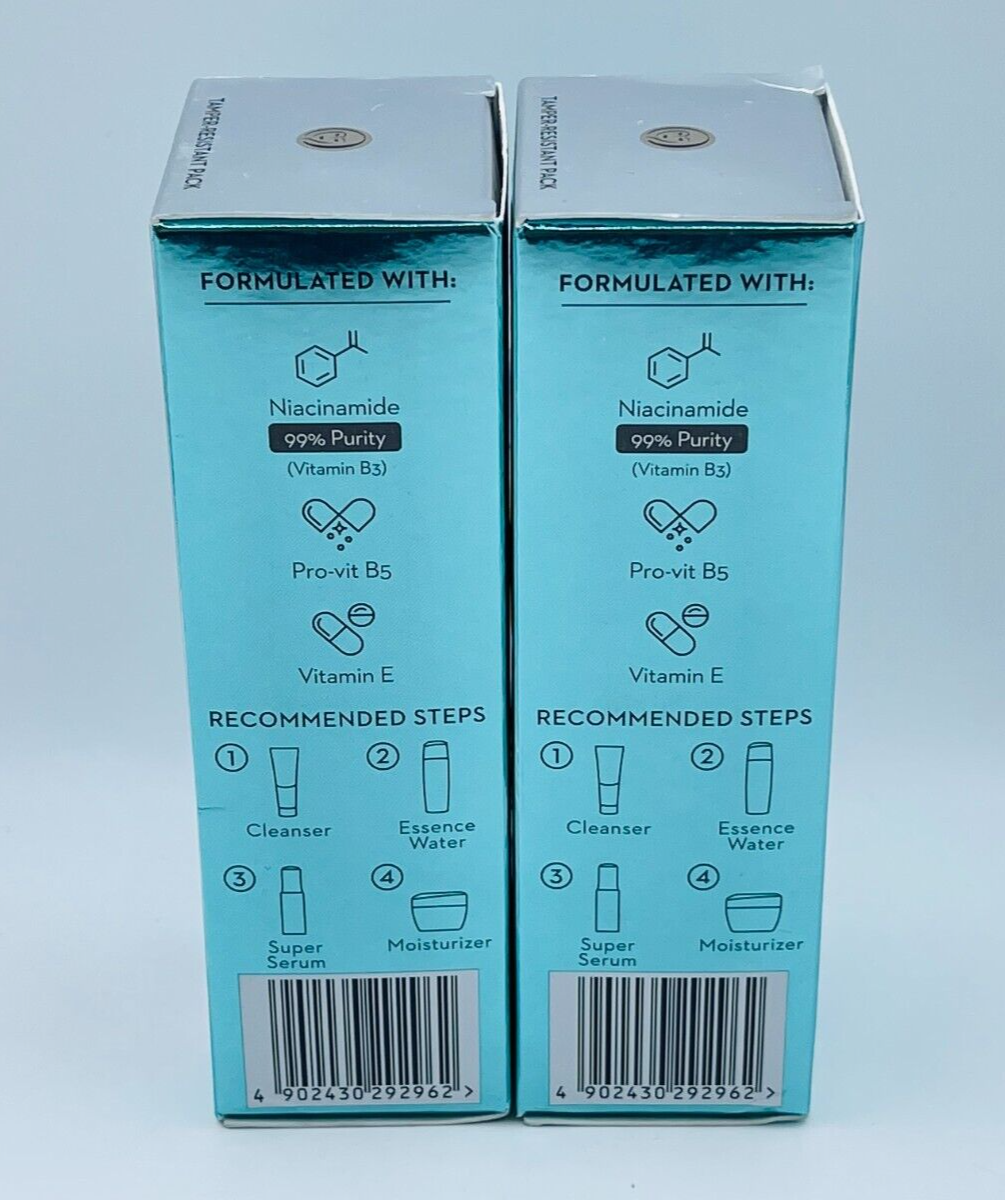 TAMPER-RESISTANT PACK
FORMULATED WITH:
Niacinamide
99% Purity
(Vitamin B3)
Pro-vit B5
Vitamin E
RECOMMENDED STEPS
1
Cleanser
2
Essence
Water
3
Super
Serum
4
Moisturizer
4 902430 292962 >
TAMPER-RESISTANT PACK
FORMULATED WITH:
Niacinamide
99% Purity
(Vitamin B3)
Pro-vit B5
Vitamin E
RECOMMENDED STEPS
1
Cleanser
2
Essence
Water
3
Super
Serum
4
Moisturizer
4 902430 292962 >